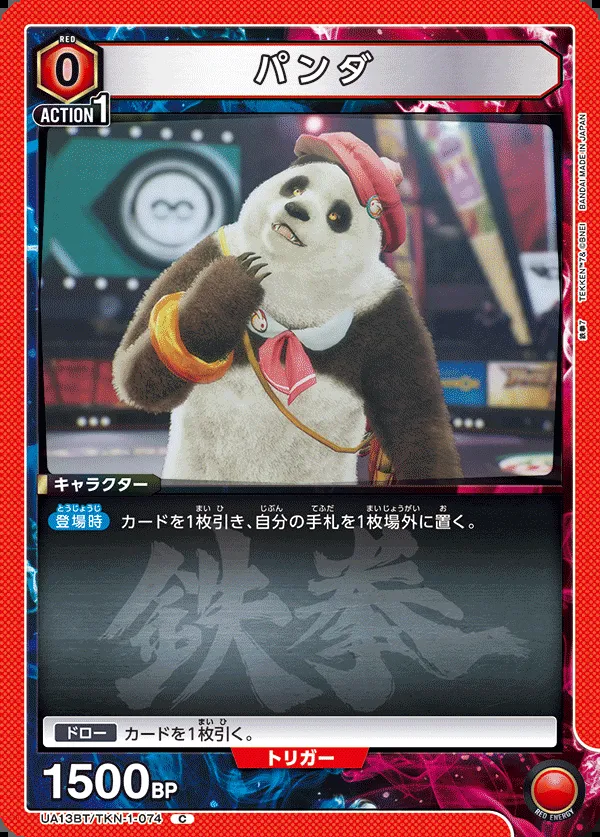 RED
0
パンダ
ACTION 1
鉄拳7 TEKKEN™7& ©BNEI BANDAI MADE IN JAPAN
キャラクター
とうじょうじ まい ひ じぶん てふだ まいじょうがい お
登場時 カードを1枚引き、自分の手札を1枚場外に置く。
鉄拳
まい ひ
ドロー カードを1枚引く。
トリガー
1500BP
RED ENERGY
UA13BT/TKN-1-074 C